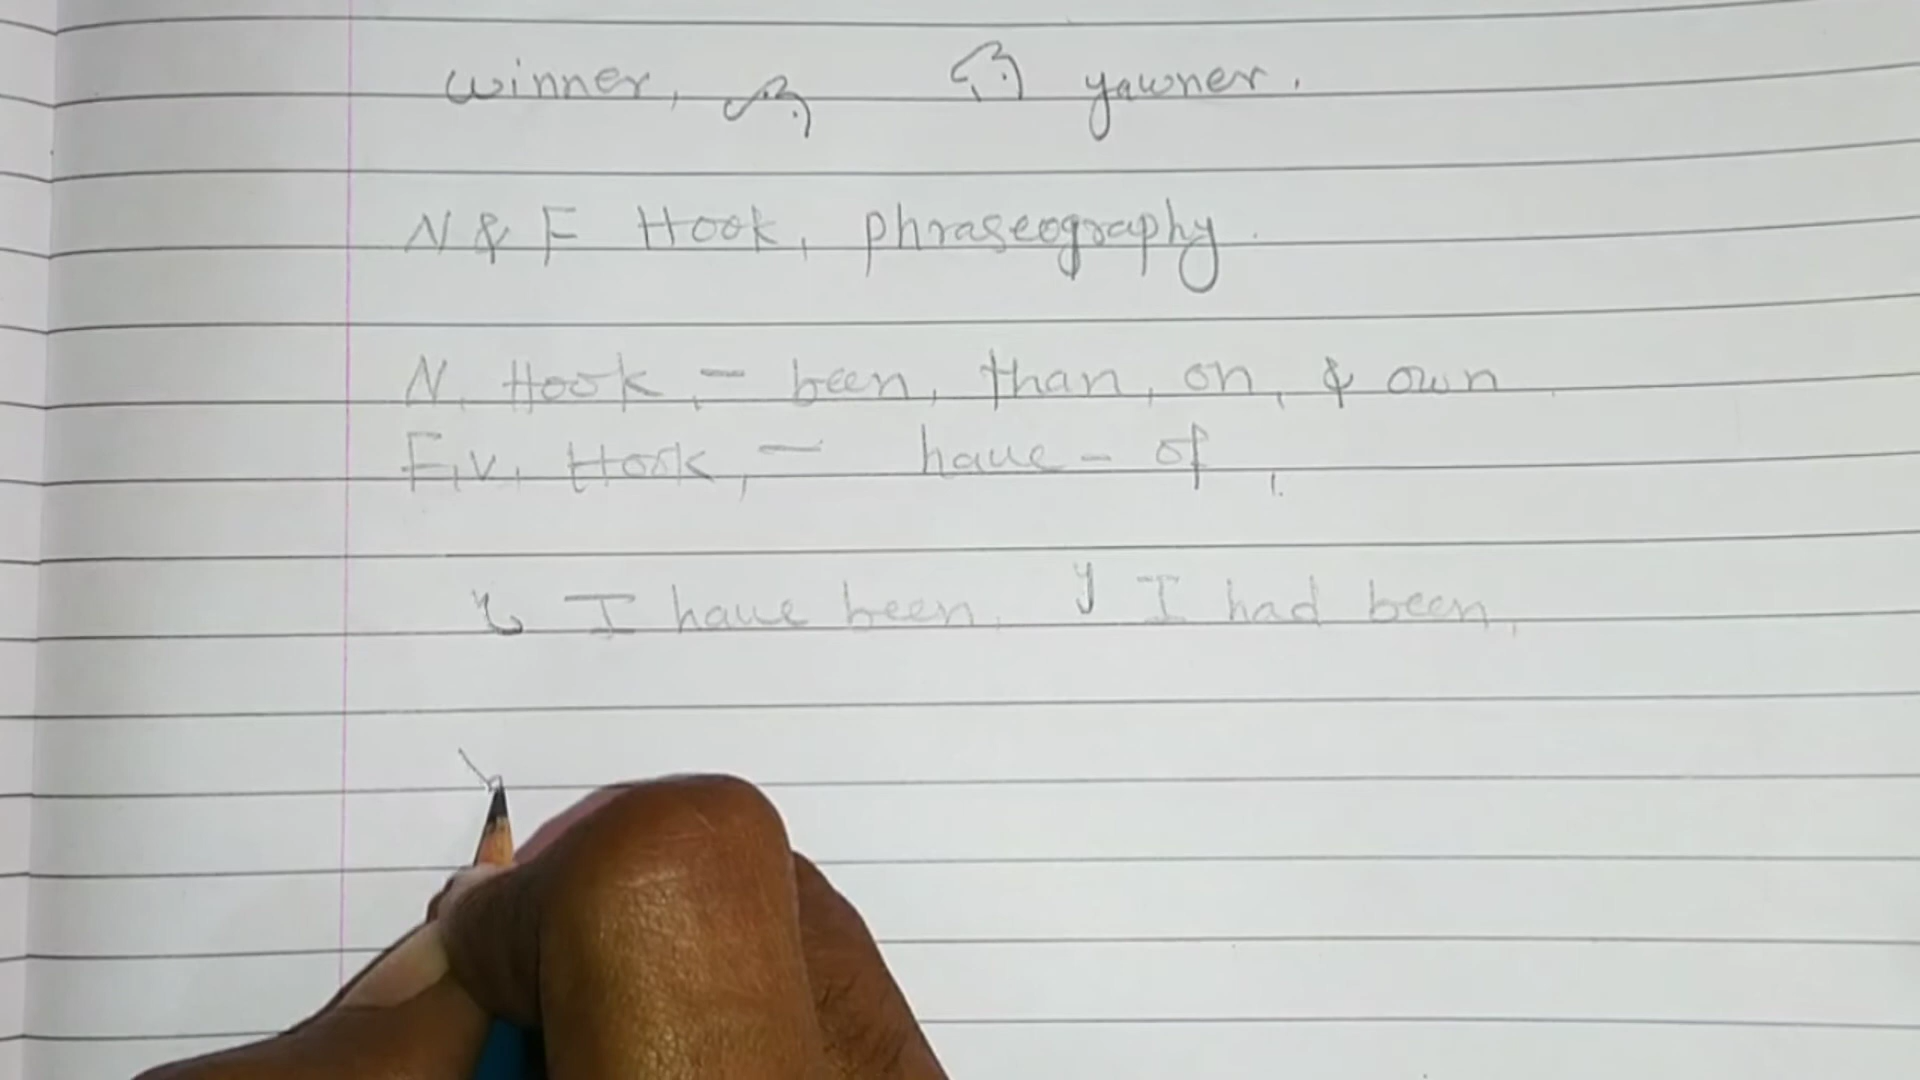 winner, yawner.
N & F Hook, phraseography.
N. Hook, - been, than, on, & own
F.v. Hook, - have - of,
I have been, I had been,